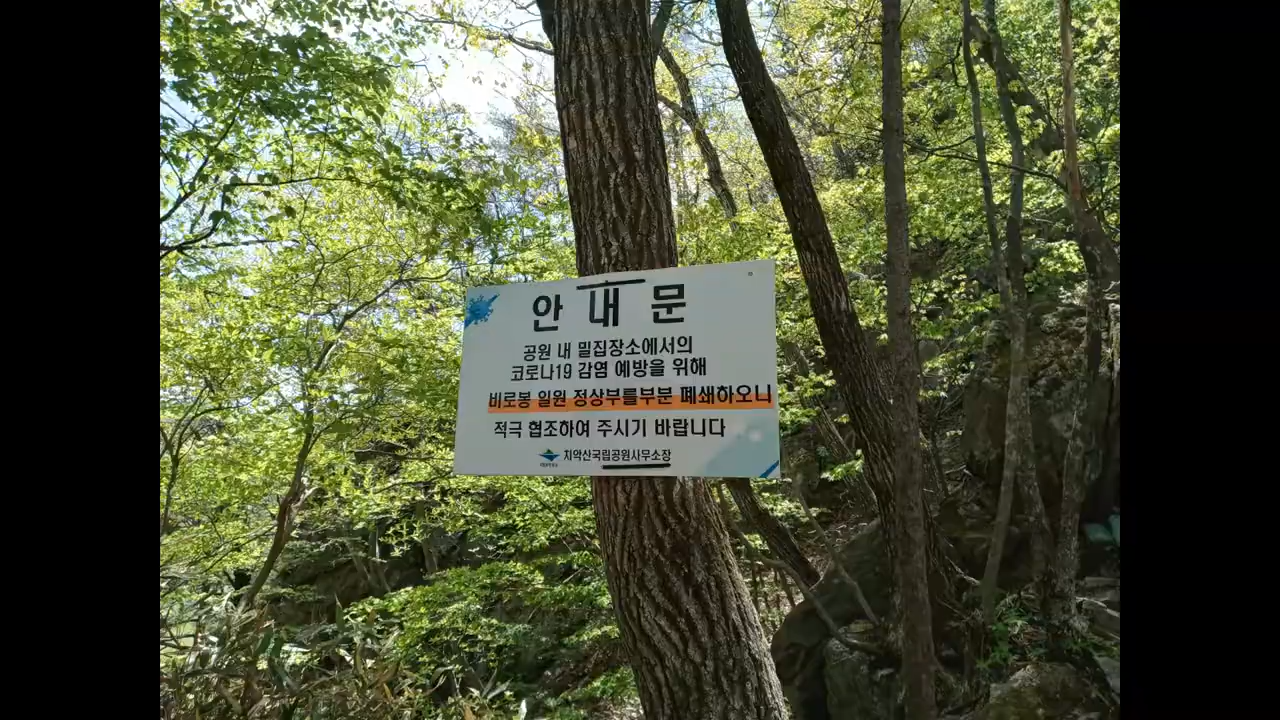 안 내 문
공원 내 밀집장소에서의
코로나19 감염 예방을 위해
비로봉 일원 정상부를부분 폐쇄하오니
적극 협조하여 주시기 바랍니다
치악산국립공원사무소장